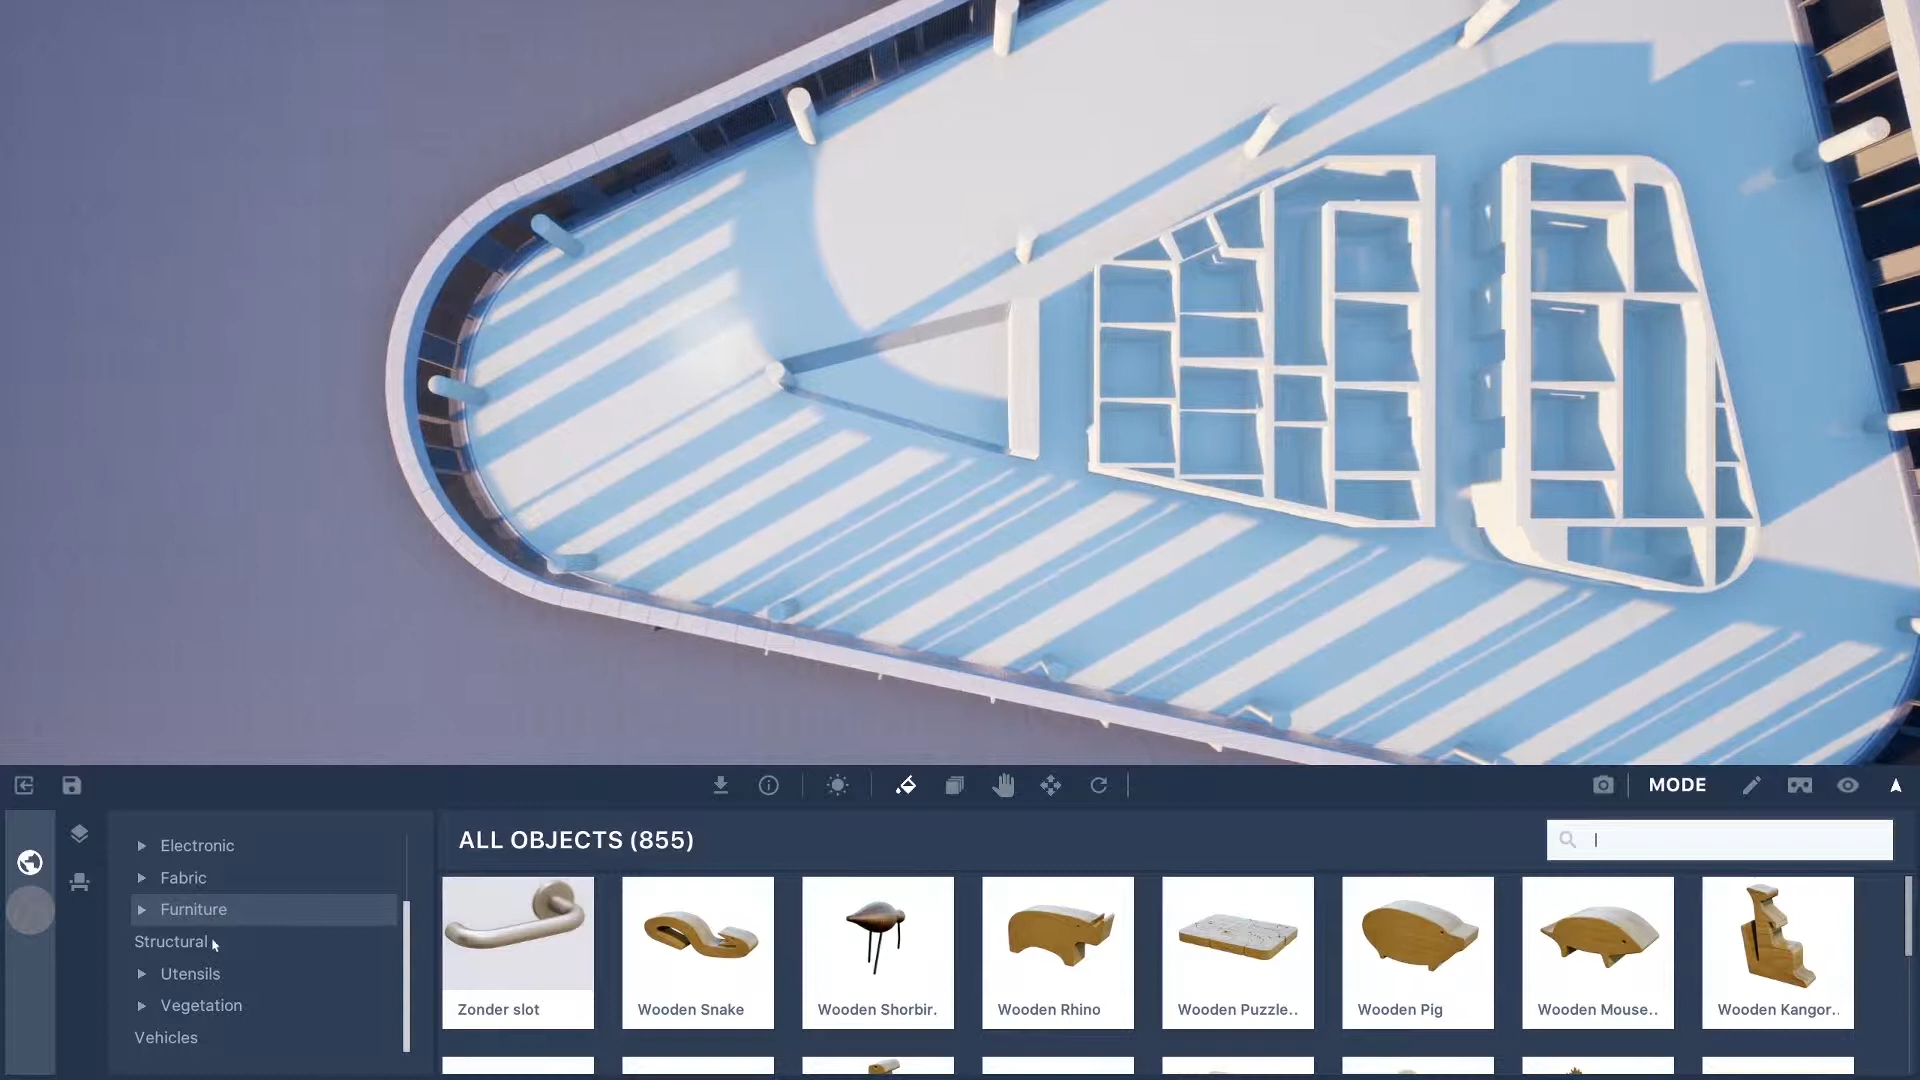 MODE
Electronic
Fabric
Furniture
Structural
Utensils
Vegetation
Vehicles
ALL OBJECTS (855)
Zonder slot
Wooden Snake
Wooden Shorbir.
Wooden Rhino
Wooden Puzzle..
Wooden Pig
Wooden Mouse..
Wooden Kangor..